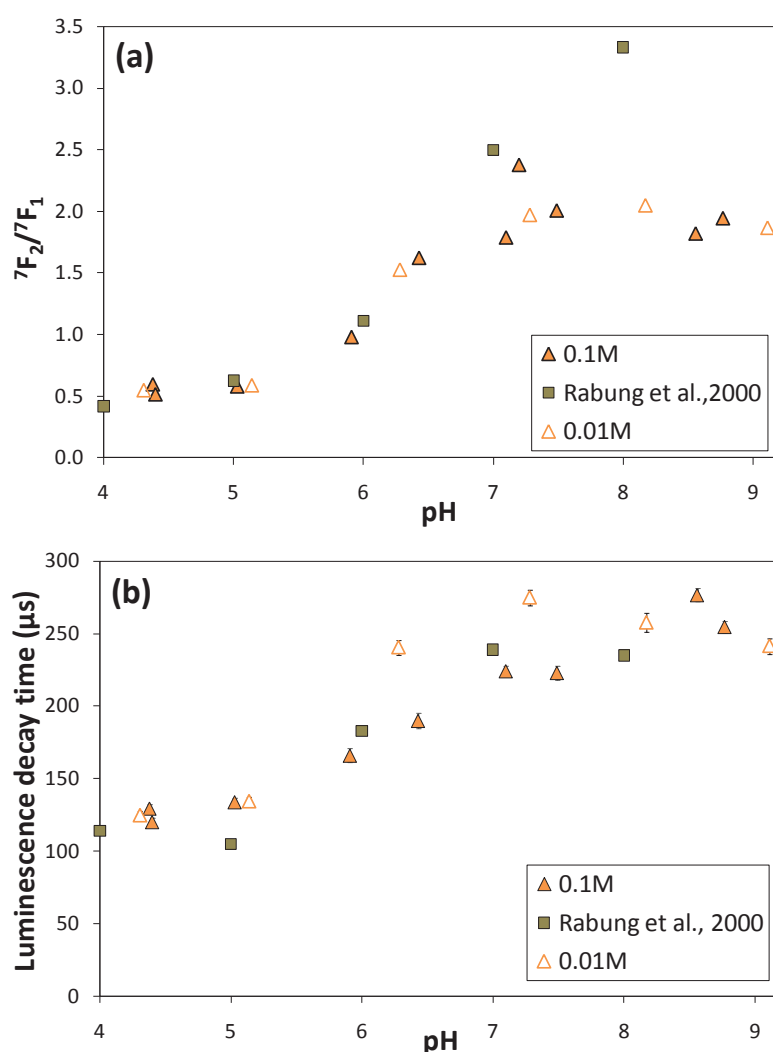 (a)
⁷F₂/⁷F₁
3.5
3.0
2.5
2.0
1.5
1.0
0.5
0.0
0.1M
Rabung et al.,2000
0.01M
4 5 6 7 8 9
pH
(b)
Luminescence decay time (µs)
300
250
200
150
100
50
0
0.1M
Rabung et al., 2000
0.01M
4 5 6 7 8 9
pH